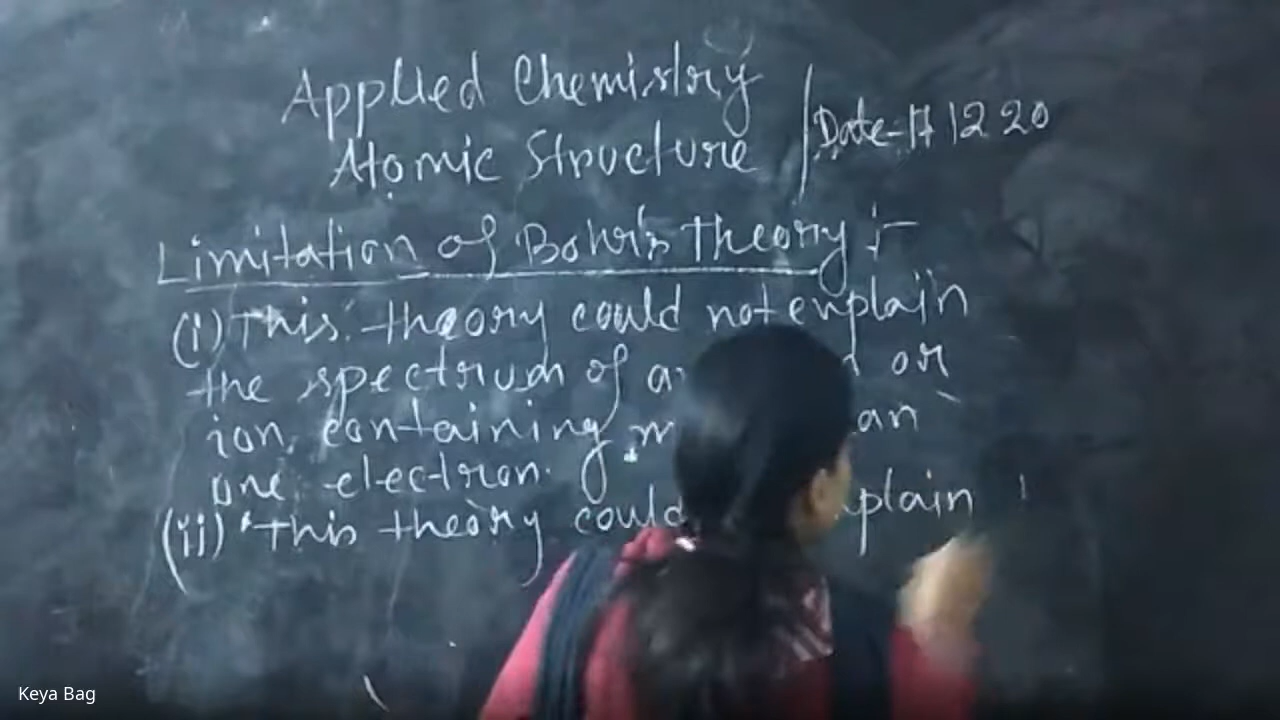 Applied Chemistry
Atomic Structure
Date-17 12 20
Limitation of Bohr's Theory :-
(i) This theory could not explain
the spectrum of or
ion containing an
one electron.
(ii) This theory could plain
Keya Bag